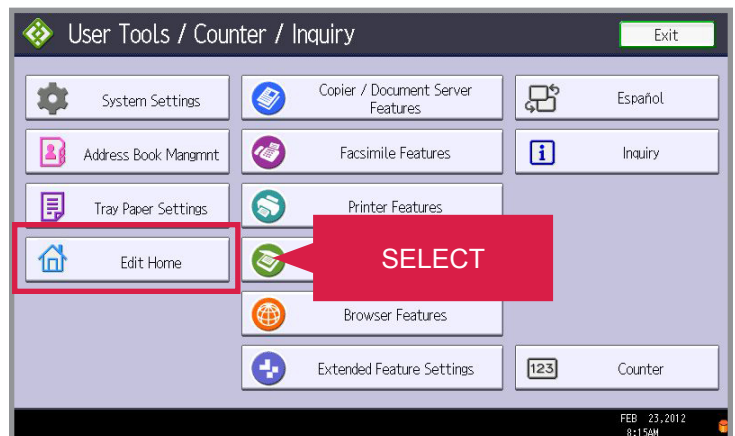 User Tools / Counter / Inquiry
Exit
System Settings
Copier / Document Server
Features
Español
Address Book Mangmnt
Facsimile Features
Inquiry
Tray Paper Settings
Printer Features
Edit Home
SELECT
Browser Features
Extended Feature Settings
123
Counter
FEB 23,2012
8:15AM